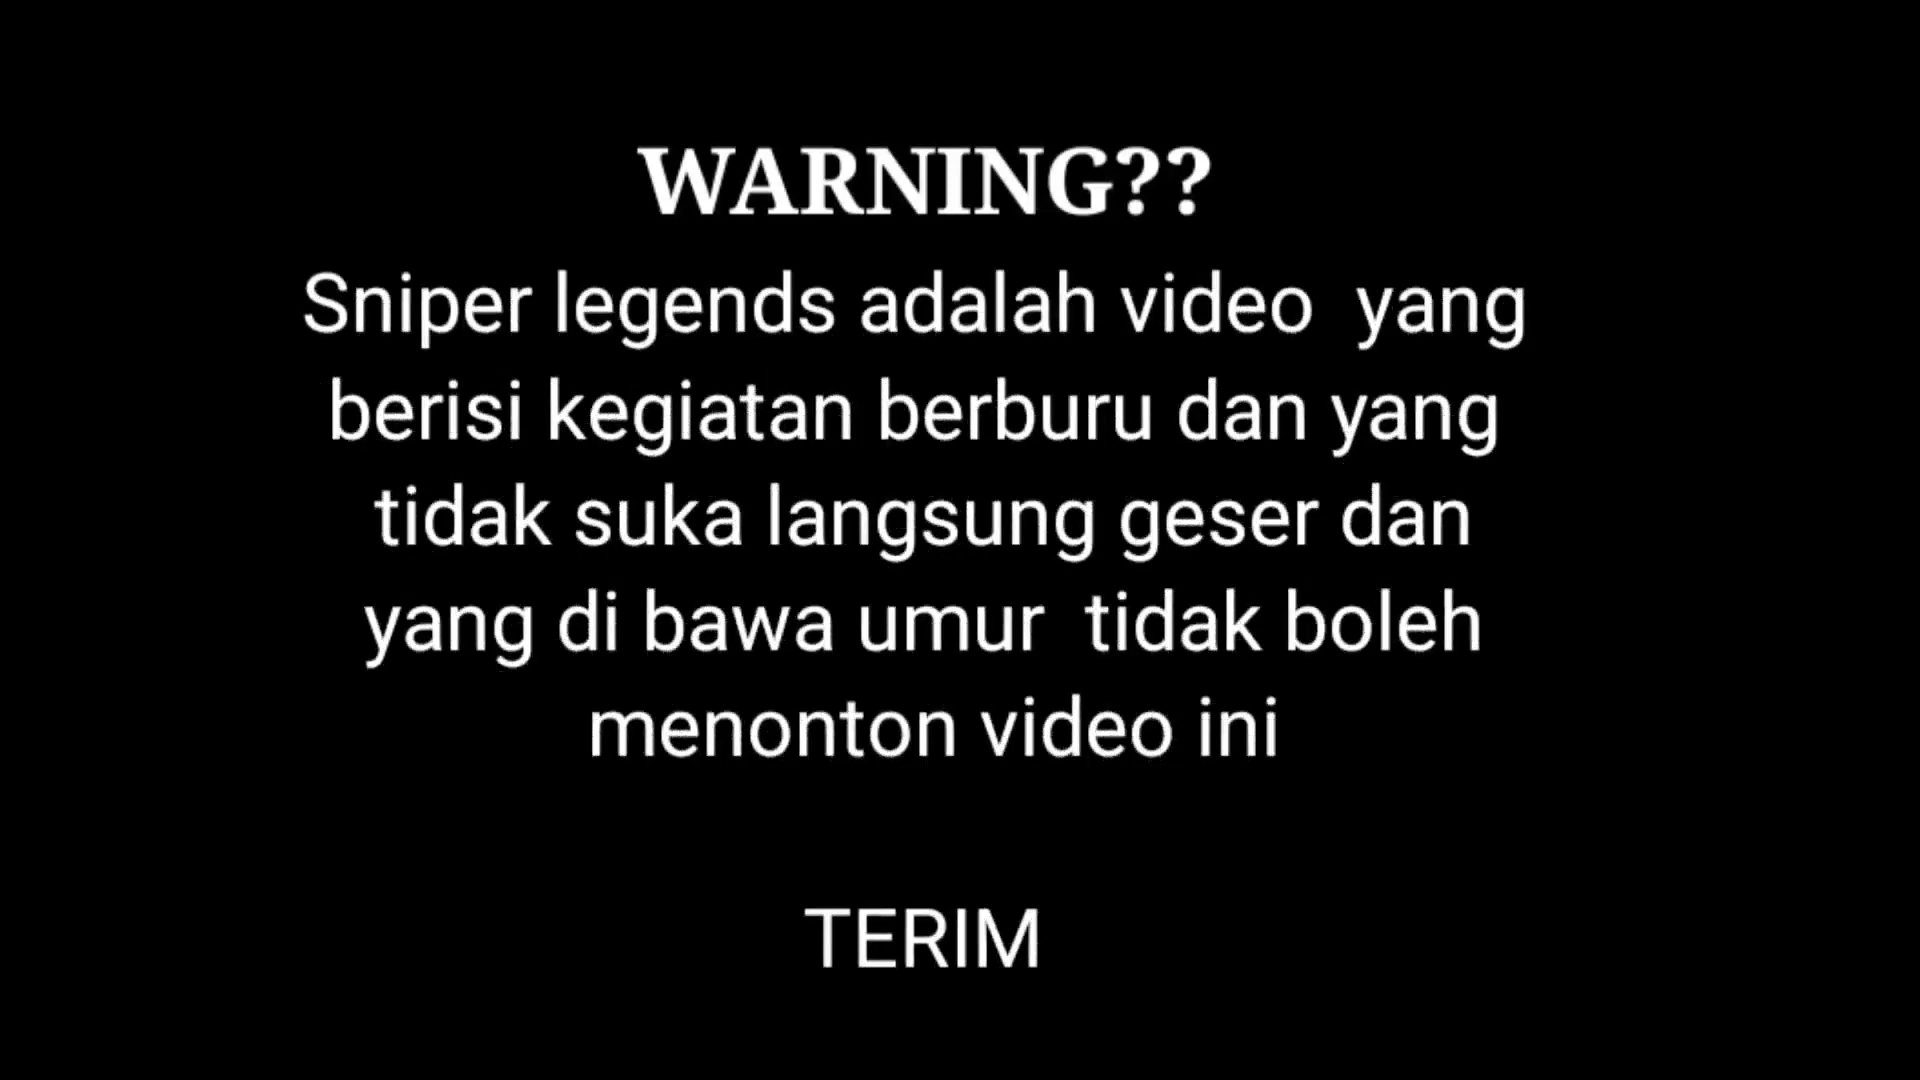 WARNING??
Sniper legends adalah video yang
berisi kegiatan berburu dan yang
tidak suka langsung geser dan
yang di bawa umur tidak boleh
menonton video ini
TERIM